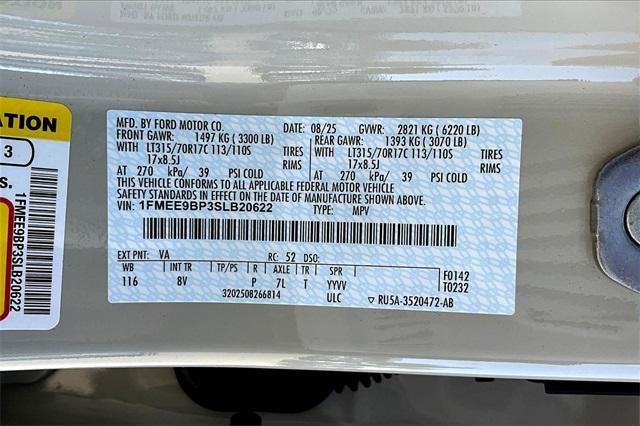 MFD. BY FORD MOTOR CO. 08/25 GVWR: 2821 KG ( 6220 LB)
FRONT GAWR: 1497 KG ( 3300 LB) REAR GAWR: 1393 KG ( 3070 LB)
WITH LT315/70R17C 113/110S TIRES WITH LT315/70R17C 113/110S TIRES
17x8.5J RIMS 17x8.5J RIMS
AT 270 kPa/ 39 PSI COLD AT 270 kPa/ 39 PSI COLD
THIS VEHICLE CONFORMS TO ALL APPLICABLE FEDERAL MOTOR VEHICLE
SAFETY STANDARDS IN EFFECT ON THE DATE OF MANUFACTURE SHOWN ABOVE.
VIN: 1FMEE9BP3SLB20622 TYPE: MPV
EXT PNT: VA RC: 52 DSO:
WB INT TR TP/PS R AXLE TR SPR F0142
116 8V P 7L T YYVV T0232
3202508266814 ULC RU5A-3520472-AB
ATION
3
S.
1FMEE9BP3SLB20622